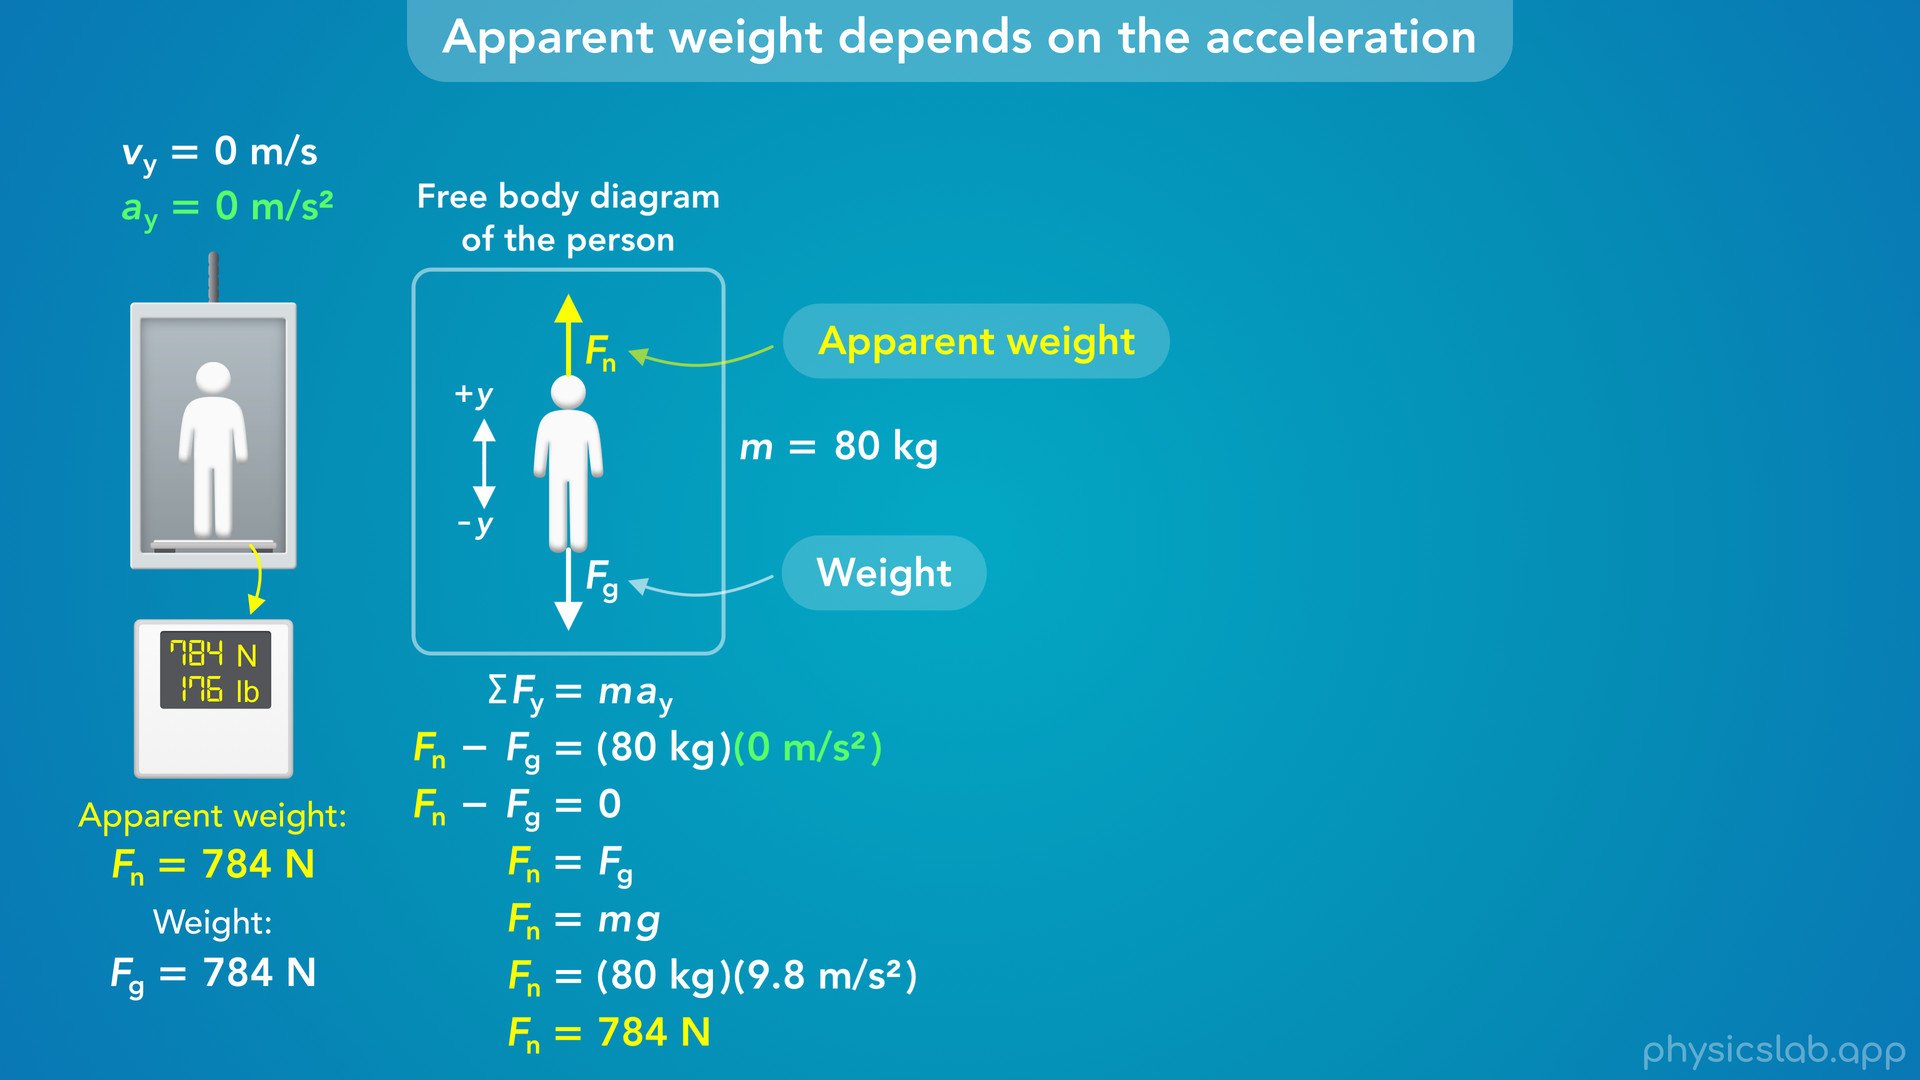 Apparent weight depends on the acceleration
vy = 0 m/s
ay = 0 m/s²
Free body diagram
of the person
Fn
Apparent weight
+y
m = 80 kg
−y
Fg
Weight
784 N
176 lb
Apparent weight:
Fn = 784 N
Weight:
Fg = 784 N
ΣFy = may
Fn − Fg = (80 kg)(0 m/s²)
Fn − Fg = 0
Fn = Fg
Fn = mg
Fn = (80 kg)(9.8 m/s²)
Fn = 784 N
physicslab.app